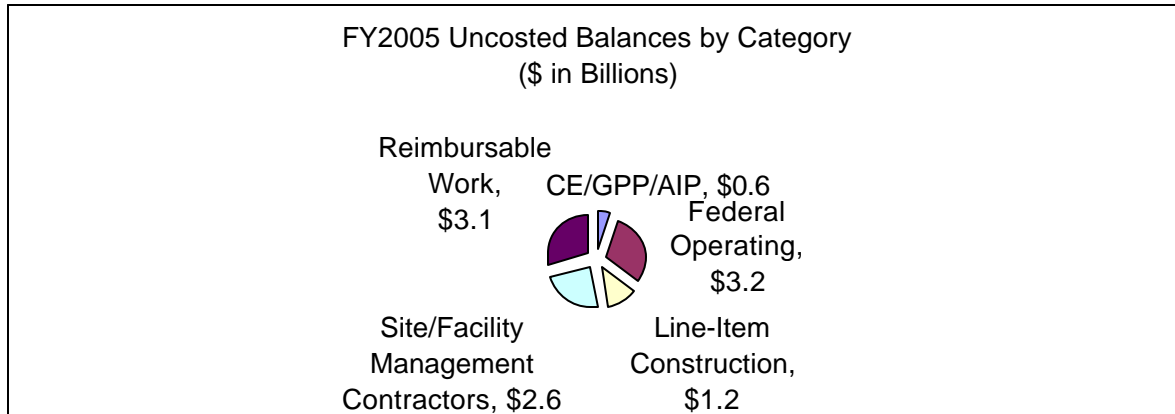 FY2005 Uncosted Balances by Category
($ in Billions)
Reimbursable
Work,
$3.1
CE/GPP/AIP, $0.6
Federal
Operating,
$3.2
Site/Facility
Management
Contractors, $2.6
Line-Item
Construction,
$1.2